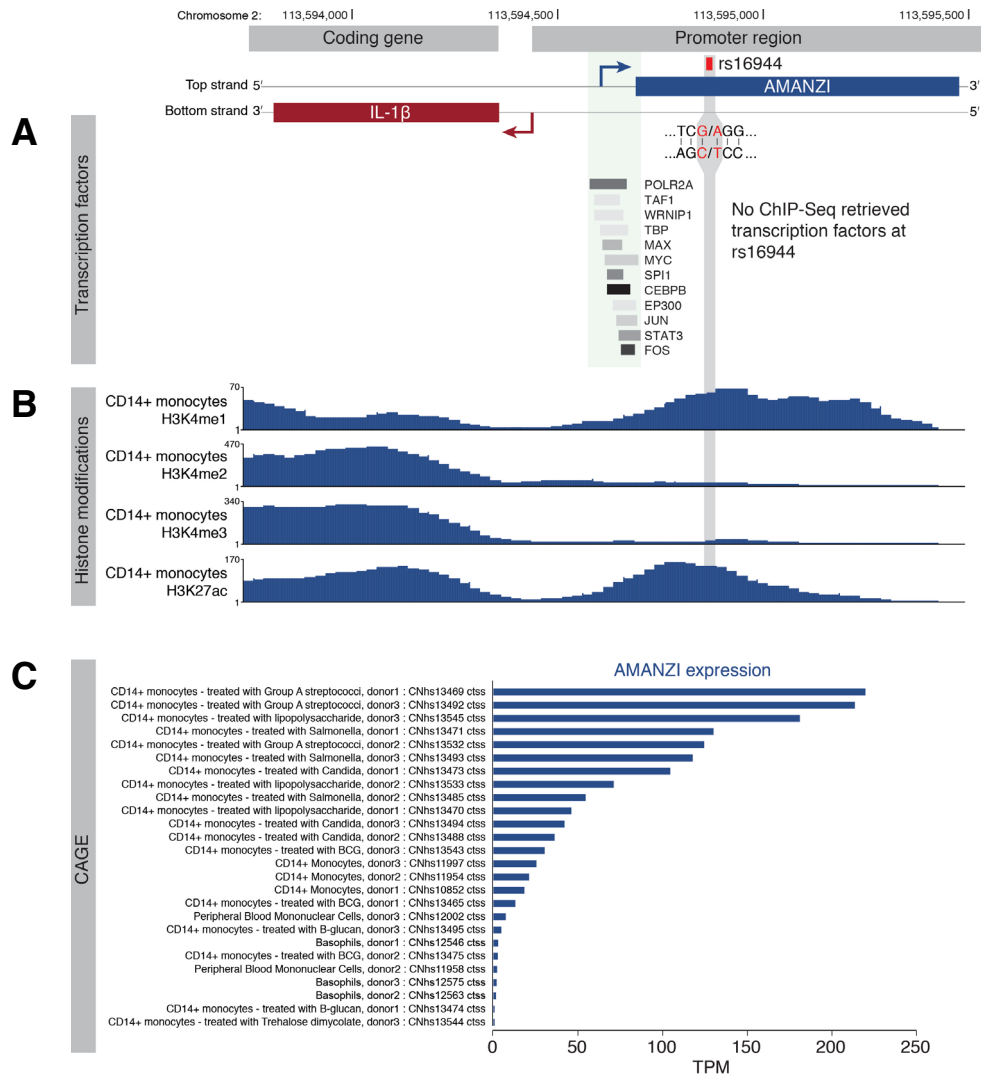 Chromosome 2: 113,594,000 113,594,500 113,595,000 113,595,500
Coding gene Promoter region
rs16944
Top strand 5' AMANZI 3'
Bottom strand 3' IL-1β 5'
A
Transcription factors
...TCG/AGG...
...AGC/TCC...
POLR2A
TAF1
WRNIP1
TBP
MAX
MYC
SPI1
CEBPB
EP300
JUN
STAT3
FOS
No ChIP-Seq retrieved
transcription factors at
rs16944
B
Histone modifications
CD14+ monocytes
H3K4me1
70
1
CD14+ monocytes
H3K4me2
470
1
CD14+ monocytes
H3K4me3
340
1
CD14+ monocytes
H3K27ac
170
1
C
CAGE
AMANZI expression
CD14+ monocytes - treated with Group A streptococci, donor1 : CNhs13469 ctss
CD14+ monocytes - treated with Group A streptococci, donor3 : CNhs13492 ctss
CD14+ monocytes - treated with lipopolysaccharide, donor3 : CNhs13545 ctss
CD14+ monocytes - treated with Salmonella, donor1 : CNhs13471 ctss
CD14+ monocytes - treated with Group A streptococci, donor2 : CNhs13532 ctss
CD14+ monocytes - treated with Salmonella, donor3 : CNhs13493 ctss
CD14+ monocytes - treated with Candida, donor1 : CNhs13473 ctss
CD14+ monocytes - treated with lipopolysaccharide, donor2 : CNhs13533 ctss
CD14+ monocytes - treated with Salmonella, donor2 : CNhs13485 ctss
CD14+ monocytes - treated with lipopolysaccharide, donor1 : CNhs13470 ctss
CD14+ monocytes - treated with Candida, donor3 : CNhs13494 ctss
CD14+ monocytes - treated with Candida, donor2 : CNhs13488 ctss
CD14+ monocytes - treated with BCG, donor3 : CNhs13543 ctss
CD14+ Monocytes, donor3 : CNhs11997 ctss
CD14+ Monocytes, donor2 : CNhs11954 ctss
CD14+ Monocytes, donor1 : CNhs10852 ctss
CD14+ monocytes - treated with BCG, donor1 : CNhs13465 ctss
Peripheral Blood Mononuclear Cells, donor3 : CNhs12002 ctss
CD14+ monocytes - treated with B-glucan, donor3 : CNhs13495 ctss
Basophils, donor1 : CNhs12546 ctss
CD14+ monocytes - treated with BCG, donor2 : CNhs13475 ctss
Peripheral Blood Mononuclear Cells, donor2 : CNhs11958 ctss
Basophils, donor3 : CNhs12575 ctss
Basophils, donor2 : CNhs12563 ctss
CD14+ monocytes - treated with B-glucan, donor1 : CNhs13474 ctss
CD14+ monocytes - treated with Trehalose dimycolate, donor3 : CNhs13544 ctss
0 50 100 150 200 250
TPM